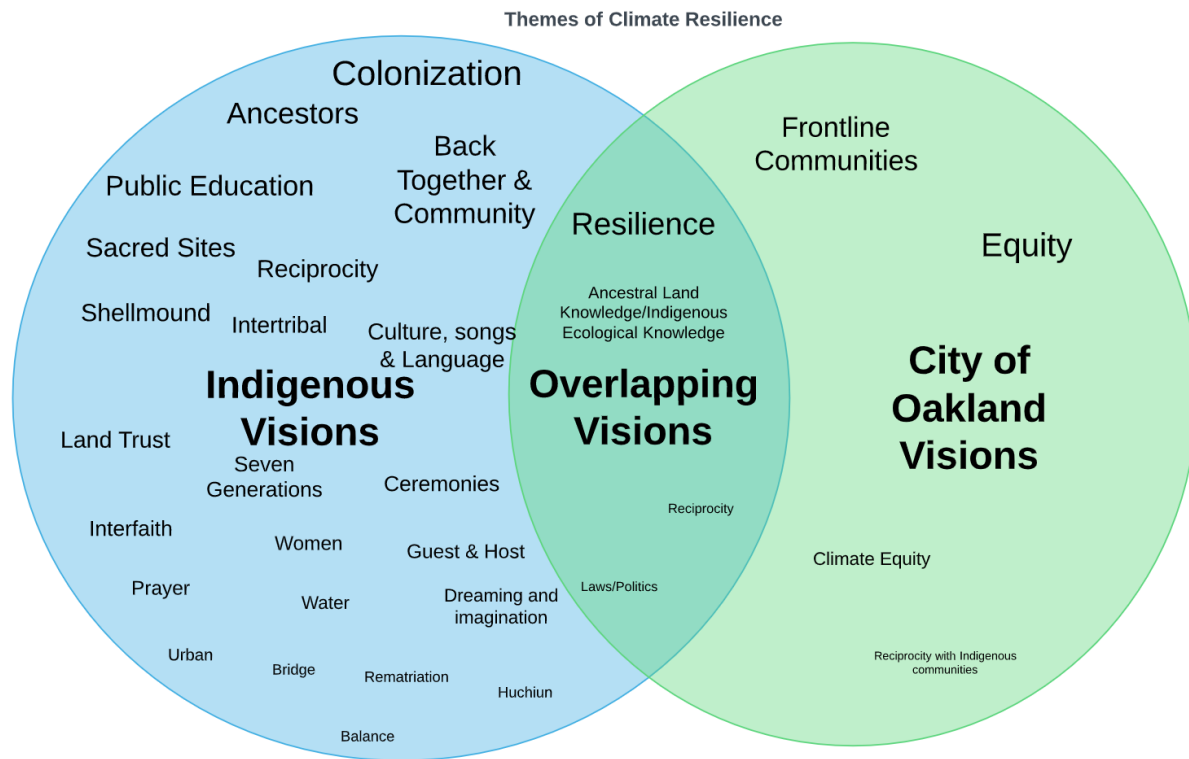 Themes of Climate Resilience
Colonization
Ancestors
Back
Together &
Community
Public Education
Sacred Sites
Reciprocity
Shellmound
Intertribal
Culture, songs
& Language
Indigenous
Visions
Land Trust
Seven
Generations
Ceremonies
Interfaith
Women
Guest & Host
Prayer
Water
Dreaming and
imagination
Urban
Bridge
Rematriation
Huchiun
Balance
Resilience
Ancestral Land
Knowledge/Indigenous
Ecological Knowledge
Overlapping
Visions
Reciprocity
Laws/Politics
Frontline
Communities
Equity
City of
Oakland
Visions
Climate Equity
Reciprocity with Indigenous
communities